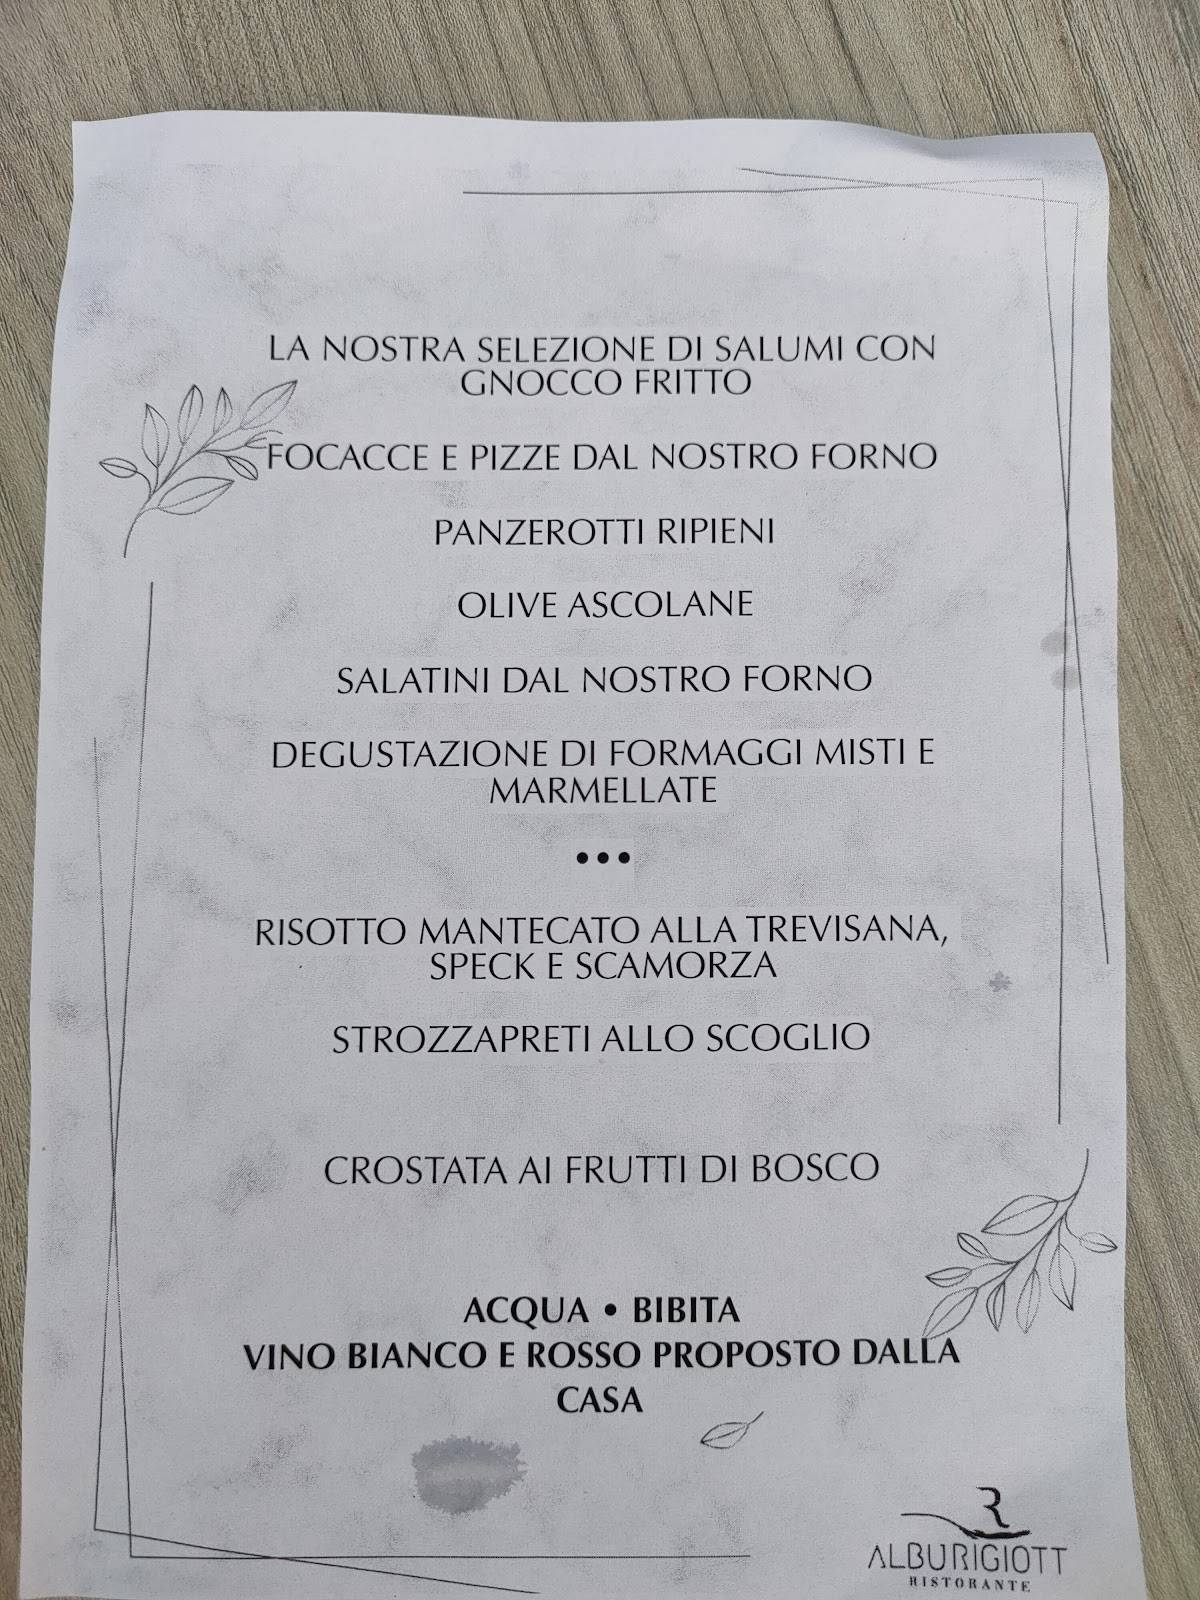 LA NOSTRA SELEZIONE DI SALUMI CON
GNOCCO FRITTO
FOCACCE E PIZZE DAL NOSTRO FORNO
PANZEROTTI RIPIENI
OLIVE ASCOLANE
SALATINI DAL NOSTRO FORNO
DEGUSTAZIONE DI FORMAGGI MISTI E
MARMELLATE
•••
RISOTTO MANTECATO ALLA TREVISANA,
SPECK E SCAMORZA
STROZZAPRETI ALLO SCOGLIO
CROSTATA AI FRUTTI DI BOSCO
ACQUA • BIBITA
VINO BIANCO E ROSSO PROPOSTO DALLA
CASA
R
ALBURIGIOTT
RISTORANTE